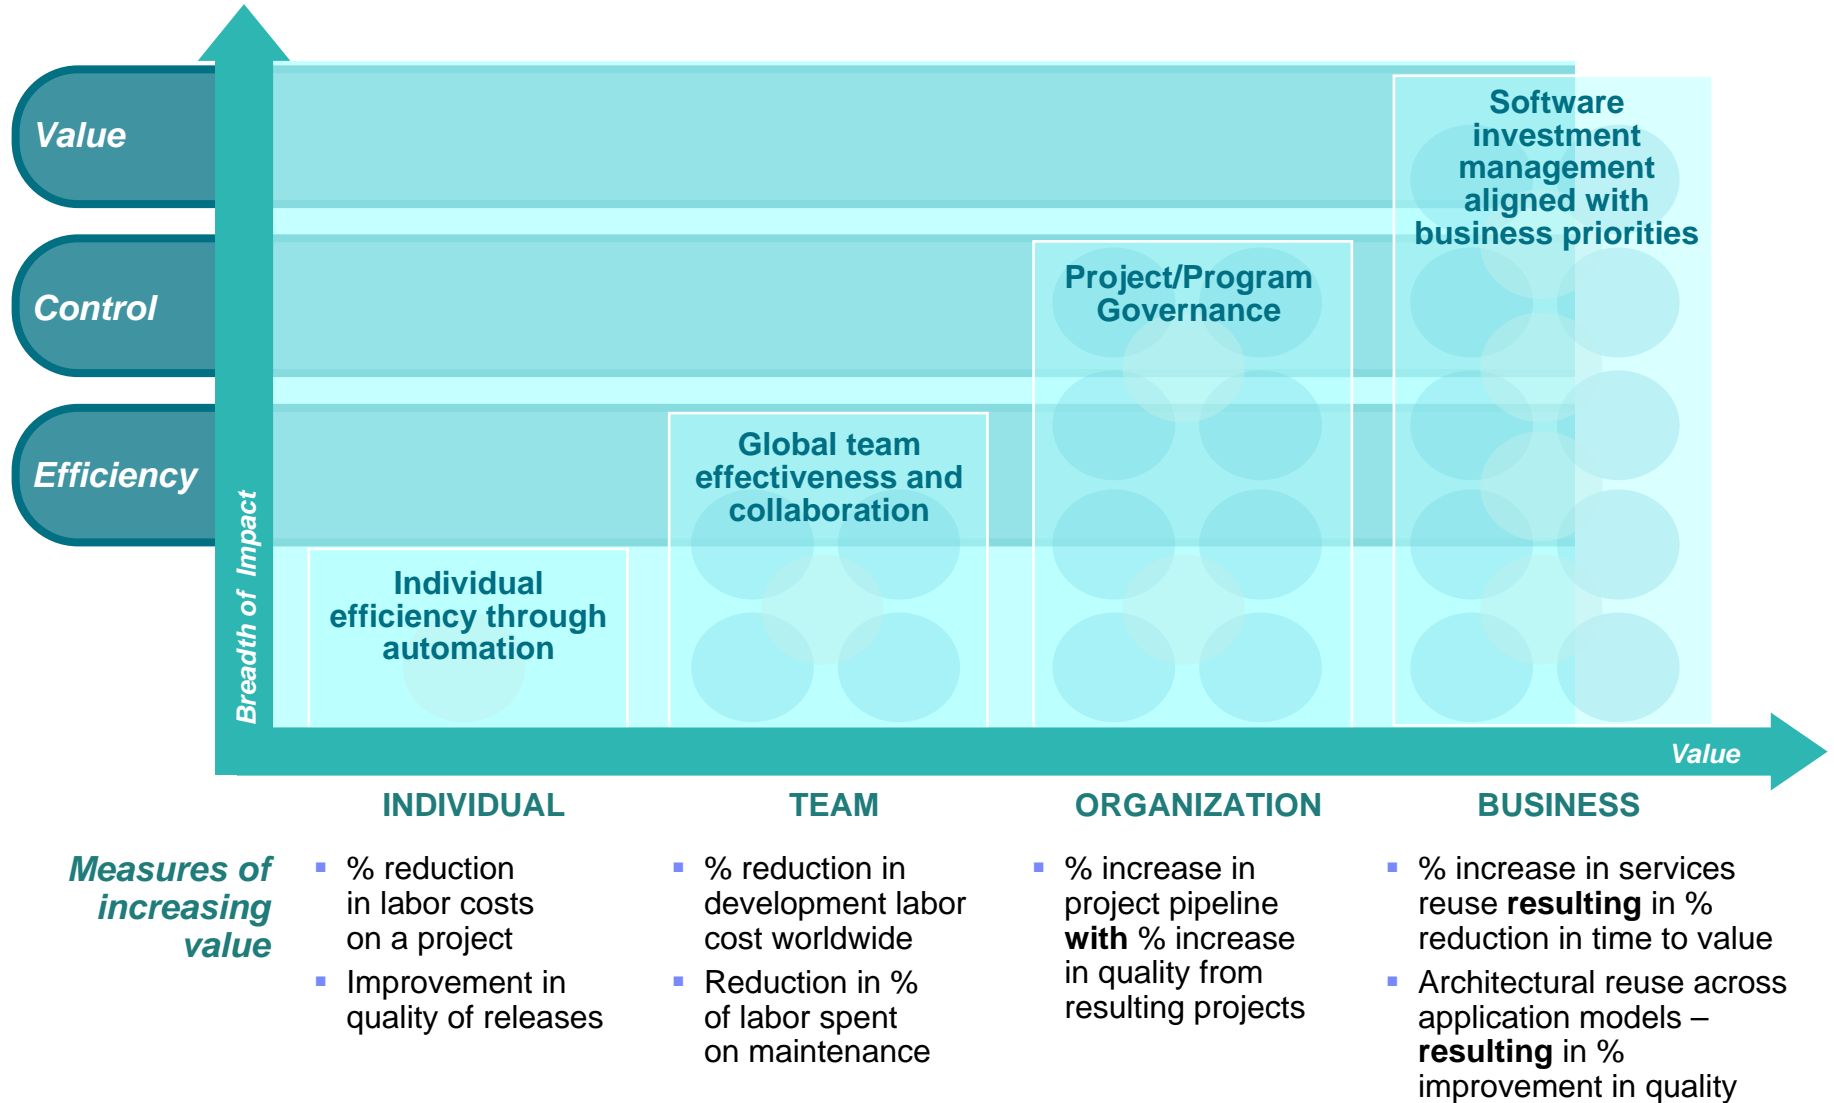 Value
Control
Efficiency
Breadth of Impact
Software
investment
management
aligned with
business priorities
Project/Program
Governance
Global team
effectiveness and
collaboration
Individual
efficiency through
automation
Value
INDIVIDUAL
TEAM
ORGANIZATION
BUSINESS
Measures of
increasing
value
▪ % reduction
in labor costs
on a project
▪ Improvement in
quality of releases
▪ % reduction in
development labor
cost worldwide
▪ Reduction in %
of labor spent
on maintenance
▪ % increase in
project pipeline
with % increase
in quality from
resulting projects
▪ % increase in services
reuse resulting in %
reduction in time to value
▪ Architectural reuse across
application models –
resulting in %
improvement in quality